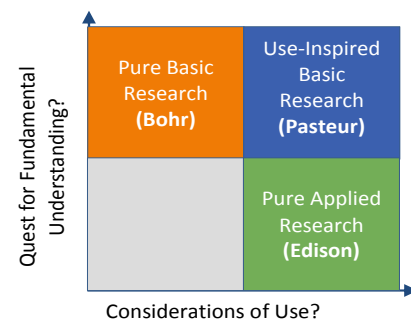 Quest for Fundamental
Understanding?
Pure Basic
Research
(Bohr)
Use-Inspired
Basic
Research
(Pasteur)
Pure Applied
Research
(Edison)
Considerations of Use?